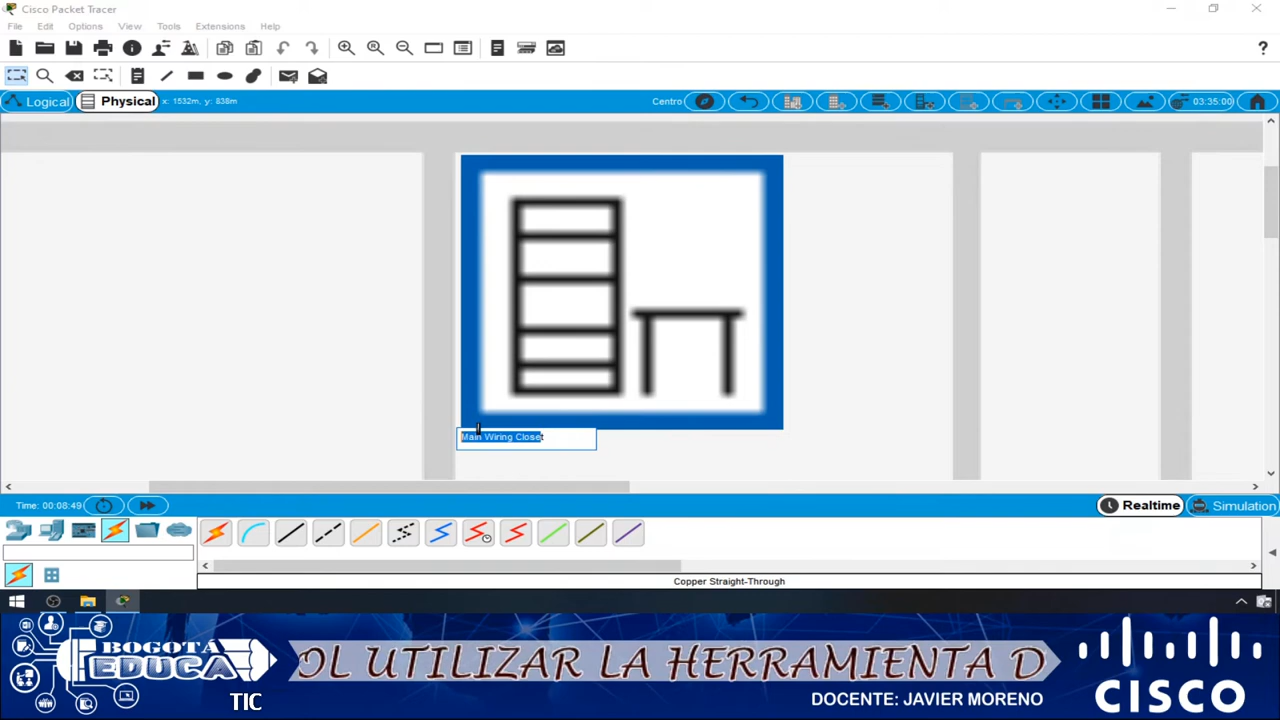 Cisco Packet Tracer
File Edit Options View Tools Extensions Help
Logical Physical x: 1532m, y: 838m Centro 03:35:00
Main Wiring Closet
Time: 00:08:49 Realtime Simulation
Copper Straight-Through
BOGOTÁ
EDUCA
TIC
OL UTILIZAR LA HERRAMIENTA D
DOCENTE: JAVIER MORENO
CISCO